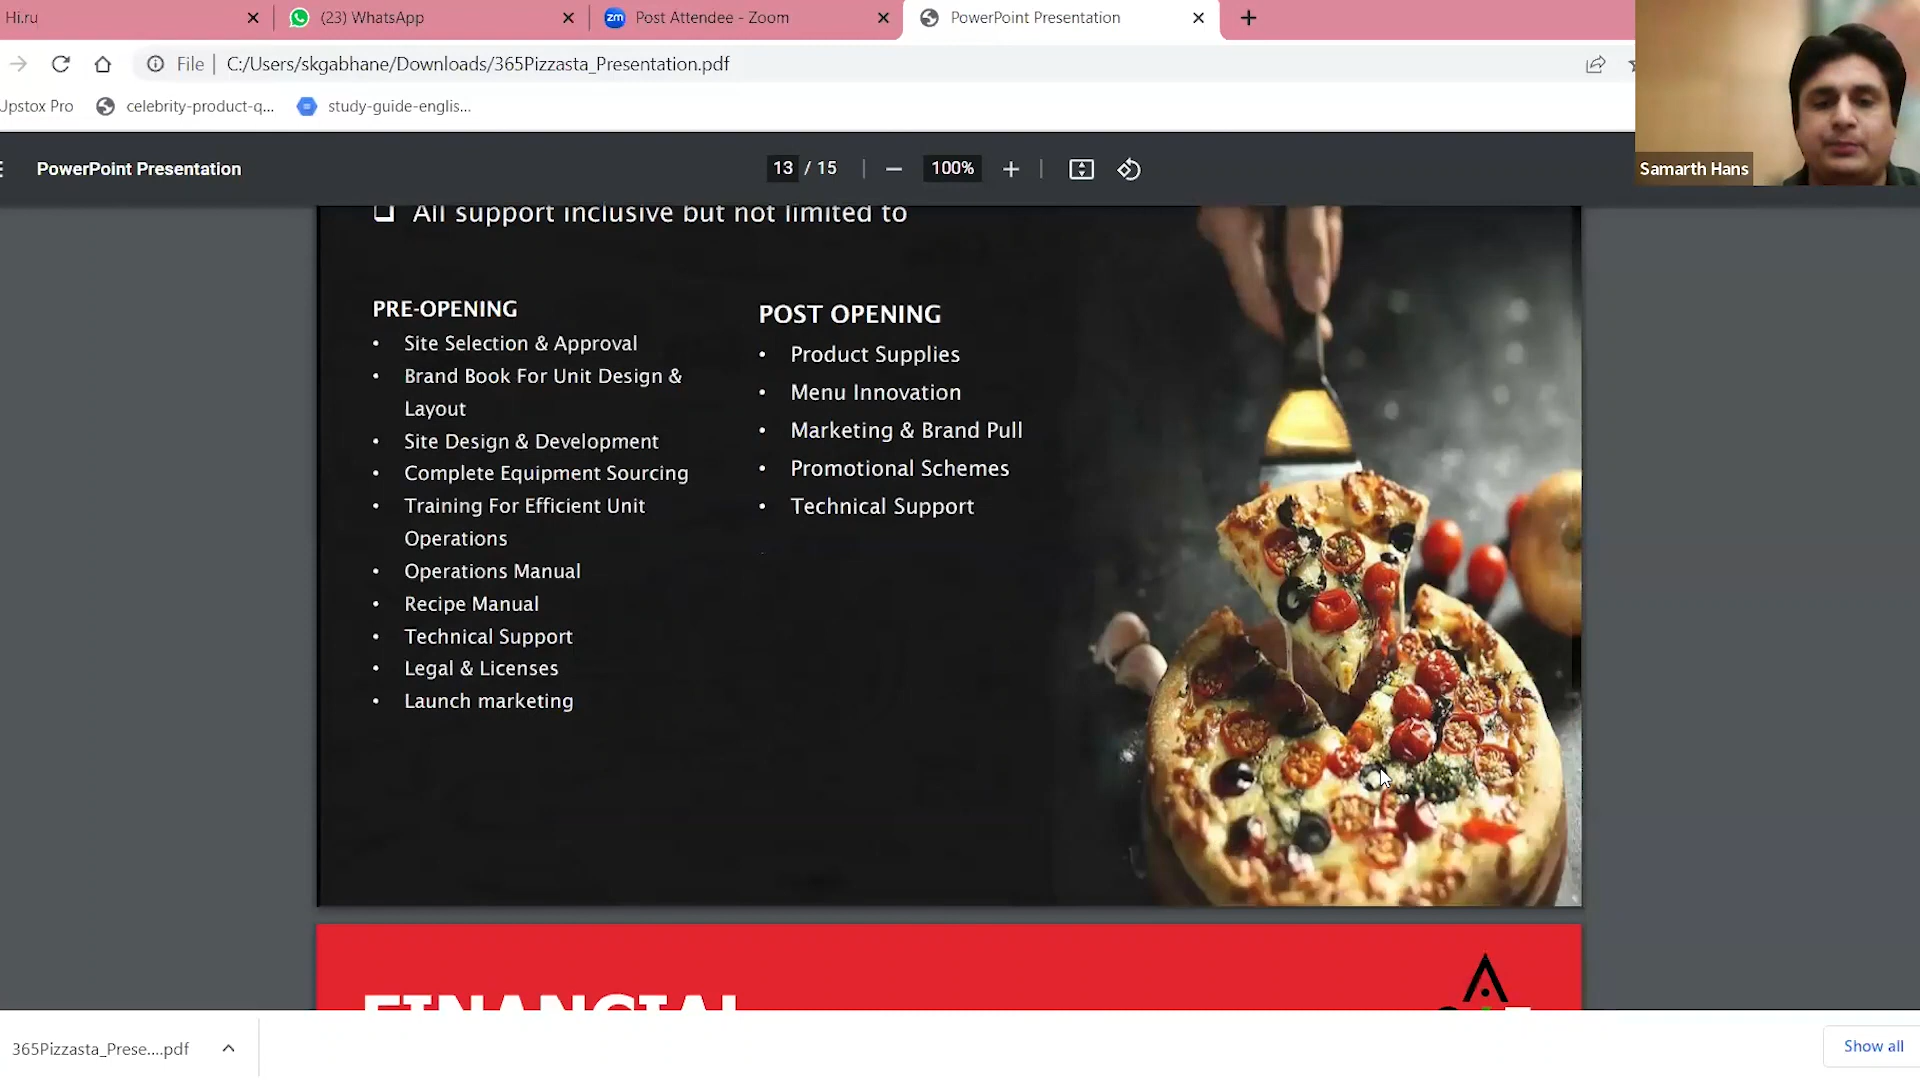 Hi.ru
(23) WhatsApp
Post Attendee - Zoom
PowerPoint Presentation
File
C:/Users/skgabhane/Downloads/365Pizzasta_Presentation.pdf
Upstox Pro
celebrity-product-q...
study-guide-englis...
Samarth Hans
PowerPoint Presentation
13 / 15
100%
All support inclusive but not limited to
PRE-OPENING
• Site Selection & Approval
• Brand Book For Unit Design &
Layout
• Site Design & Development
• Complete Equipment Sourcing
• Training For Efficient Unit
Operations
• Operations Manual
• Recipe Manual
• Technical Support
• Legal & Licenses
• Launch marketing
POST OPENING
• Product Supplies
• Menu Innovation
• Marketing & Brand Pull
• Promotional Schemes
• Technical Support
FINANCIAL
365Pizzasta_Prese....pdf
Show all